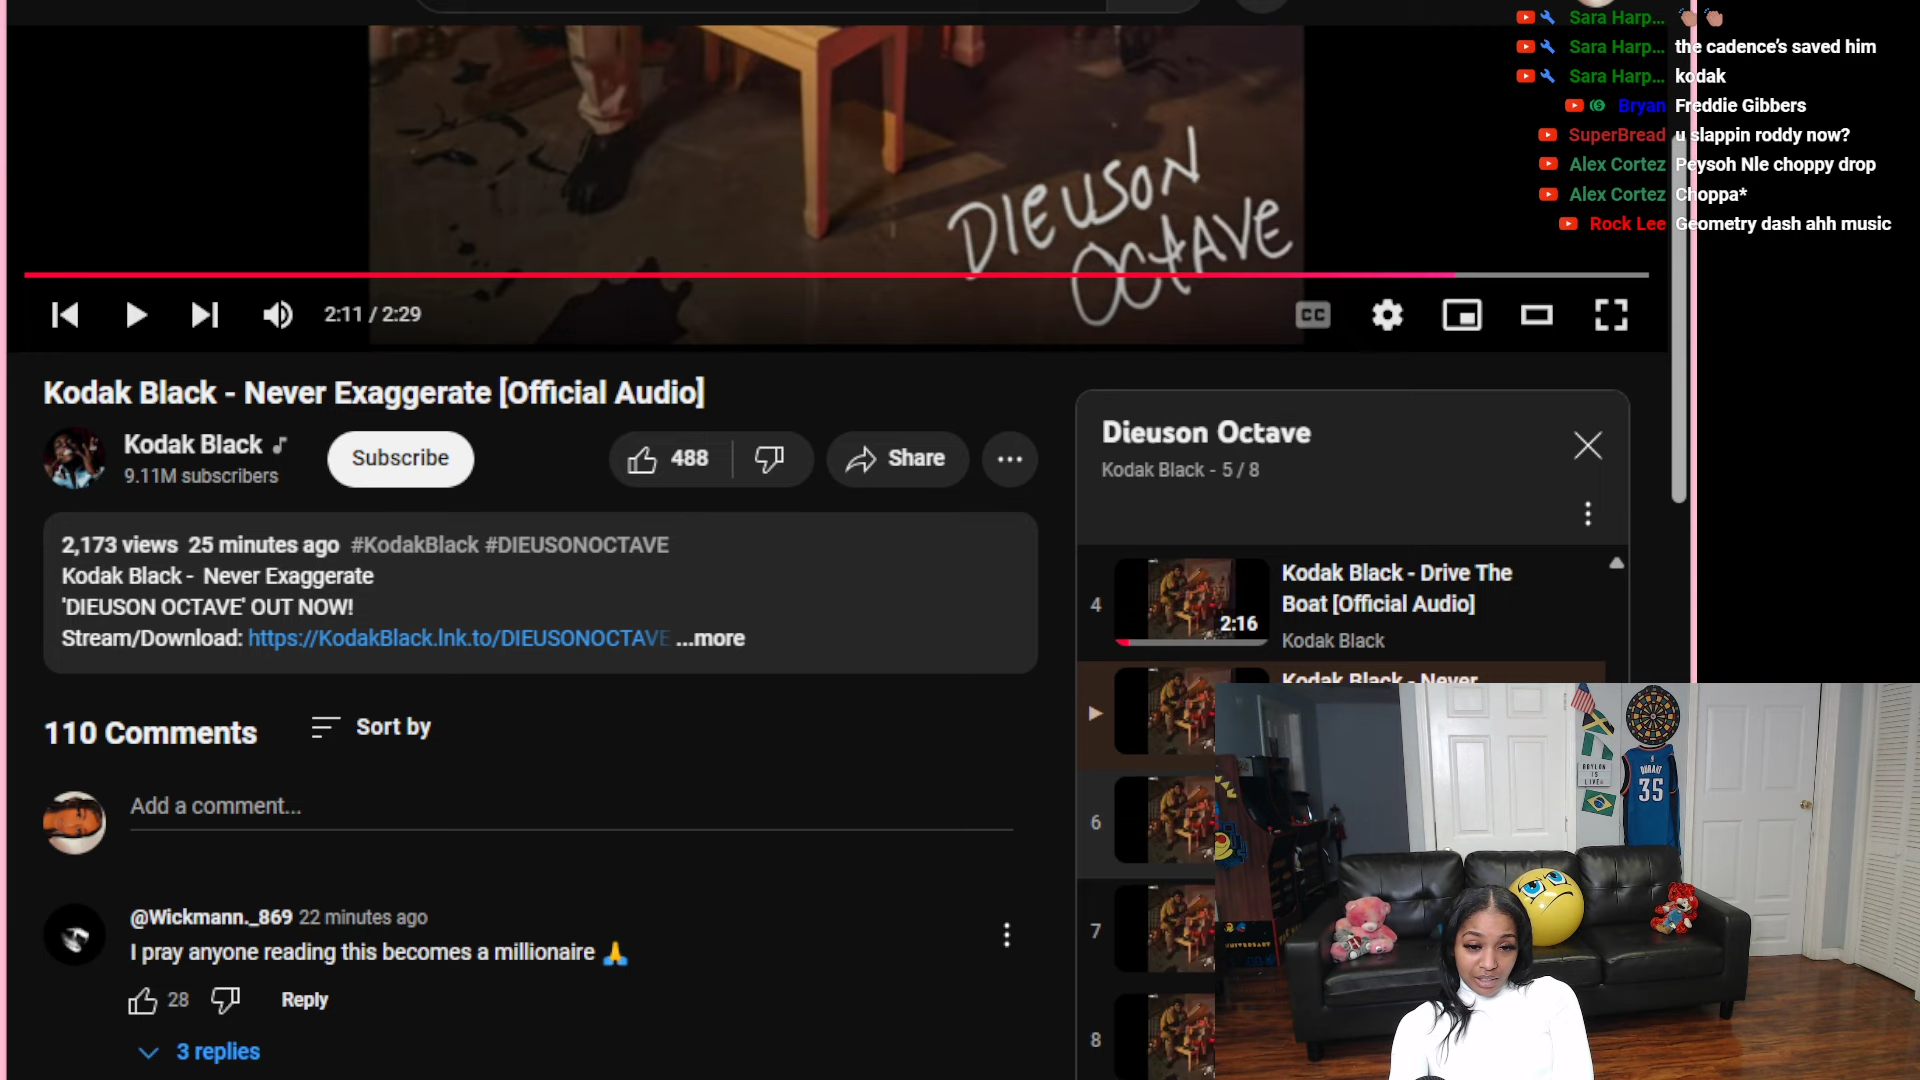 DIEUSON
OCTAVE
2:11 / 2:29
CC
Kodak Black - Never Exaggerate [Official Audio]
Kodak Black
9.11M subscribers
Subscribe
488
Share
2,173 views 25 minutes ago #KodakBlack #DIEUSONOCTAVE
Kodak Black - Never Exaggerate
'DIEUSON OCTAVE' OUT NOW!
Stream/Download: https://KodakBlack.lnk.to/DIEUSONOCTAVE ...more
110 Comments
Sort by
Add a comment...
@Wickmann._869 22 minutes ago
I pray anyone reading this becomes a millionaire 🙏
28
Reply
3 replies
Dieuson Octave
Kodak Black - 5 / 8
4
2:16
Kodak Black - Drive The
Boat [Official Audio]
Kodak Black
Kodak Black - Never
6
7
8
Sara Harp... 👏🏽 👏🏽
Sara Harp... the cadence's saved him
Sara Harp... kodak
Bryan Freddie Gibbers
SuperBread u slappin roddy now?
Alex Cortez Peysoh Nle choppy drop
Alex Cortez Choppa*
Rock Lee Geometry dash ahh music
DURANT
35